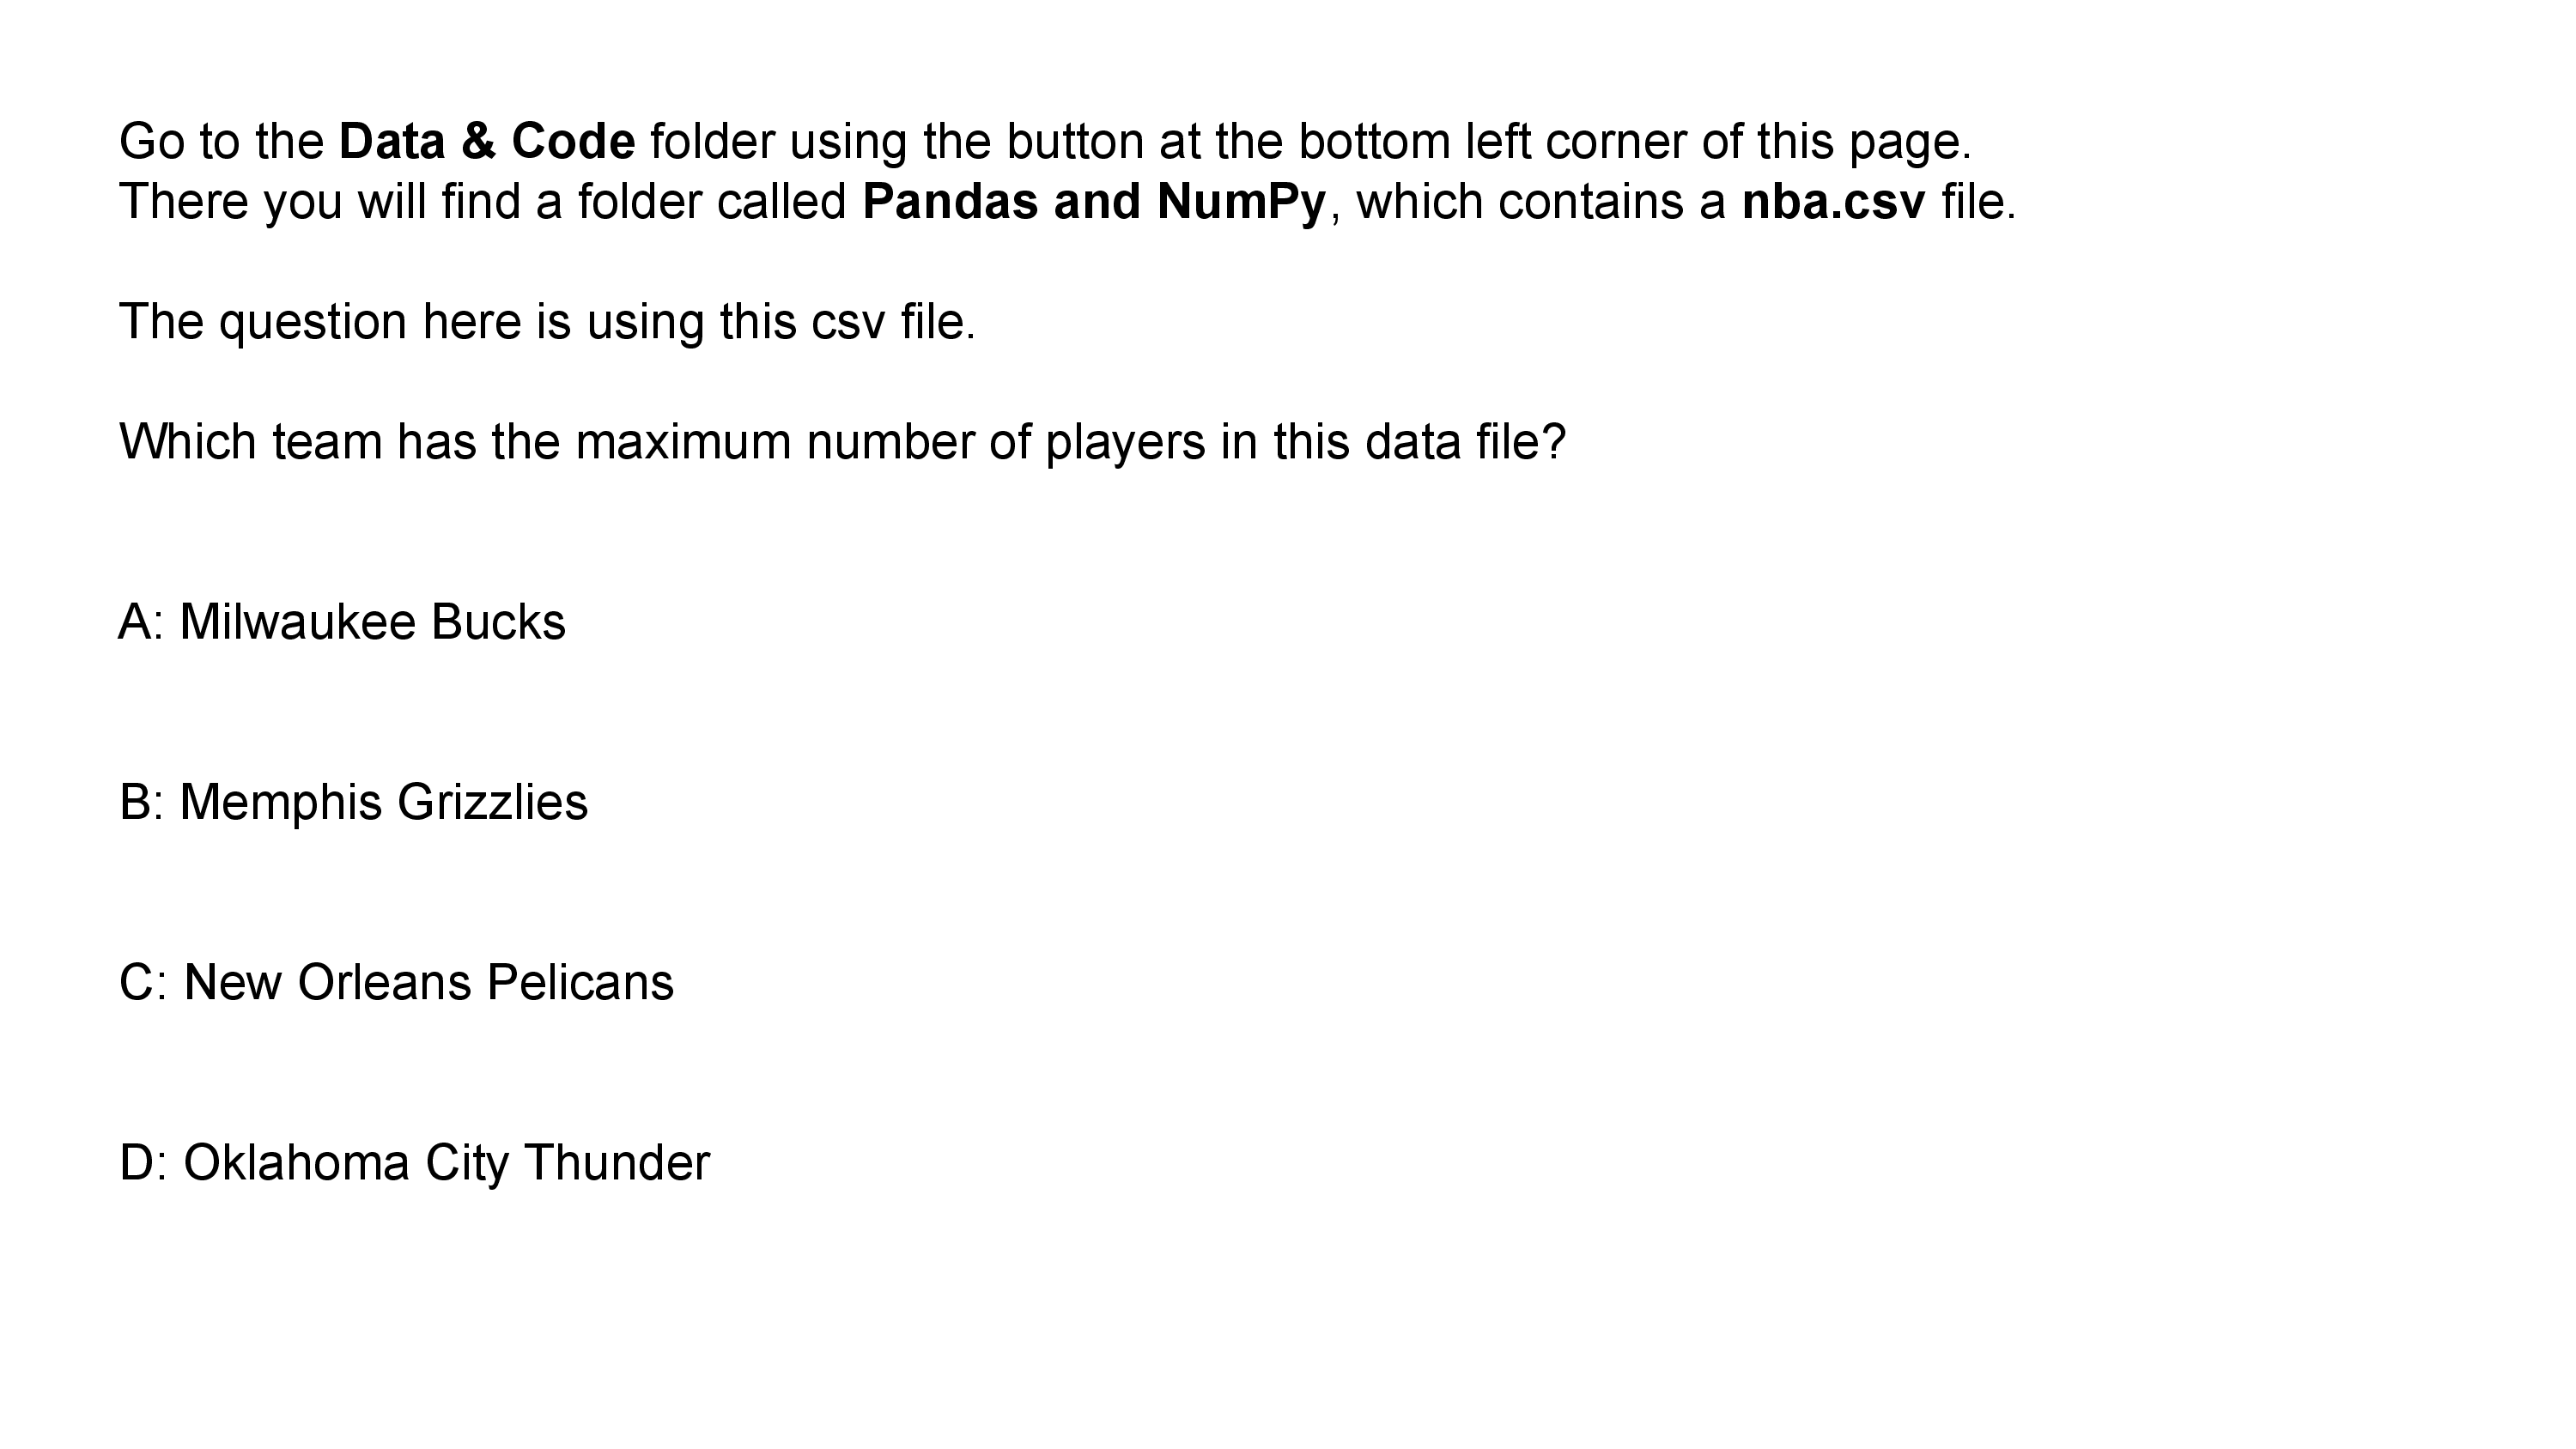 Go to the Data & Code folder using the button at the bottom left corner of this page.
There you will find a folder called Pandas and NumPy, which contains a nba.csv file.
The question here is using this csv file.
Which team has the maximum number of players in this data file?
A: Milwaukee Bucks
B: Memphis Grizzlies
C: New Orleans Pelicans
D: Oklahoma City Thunder